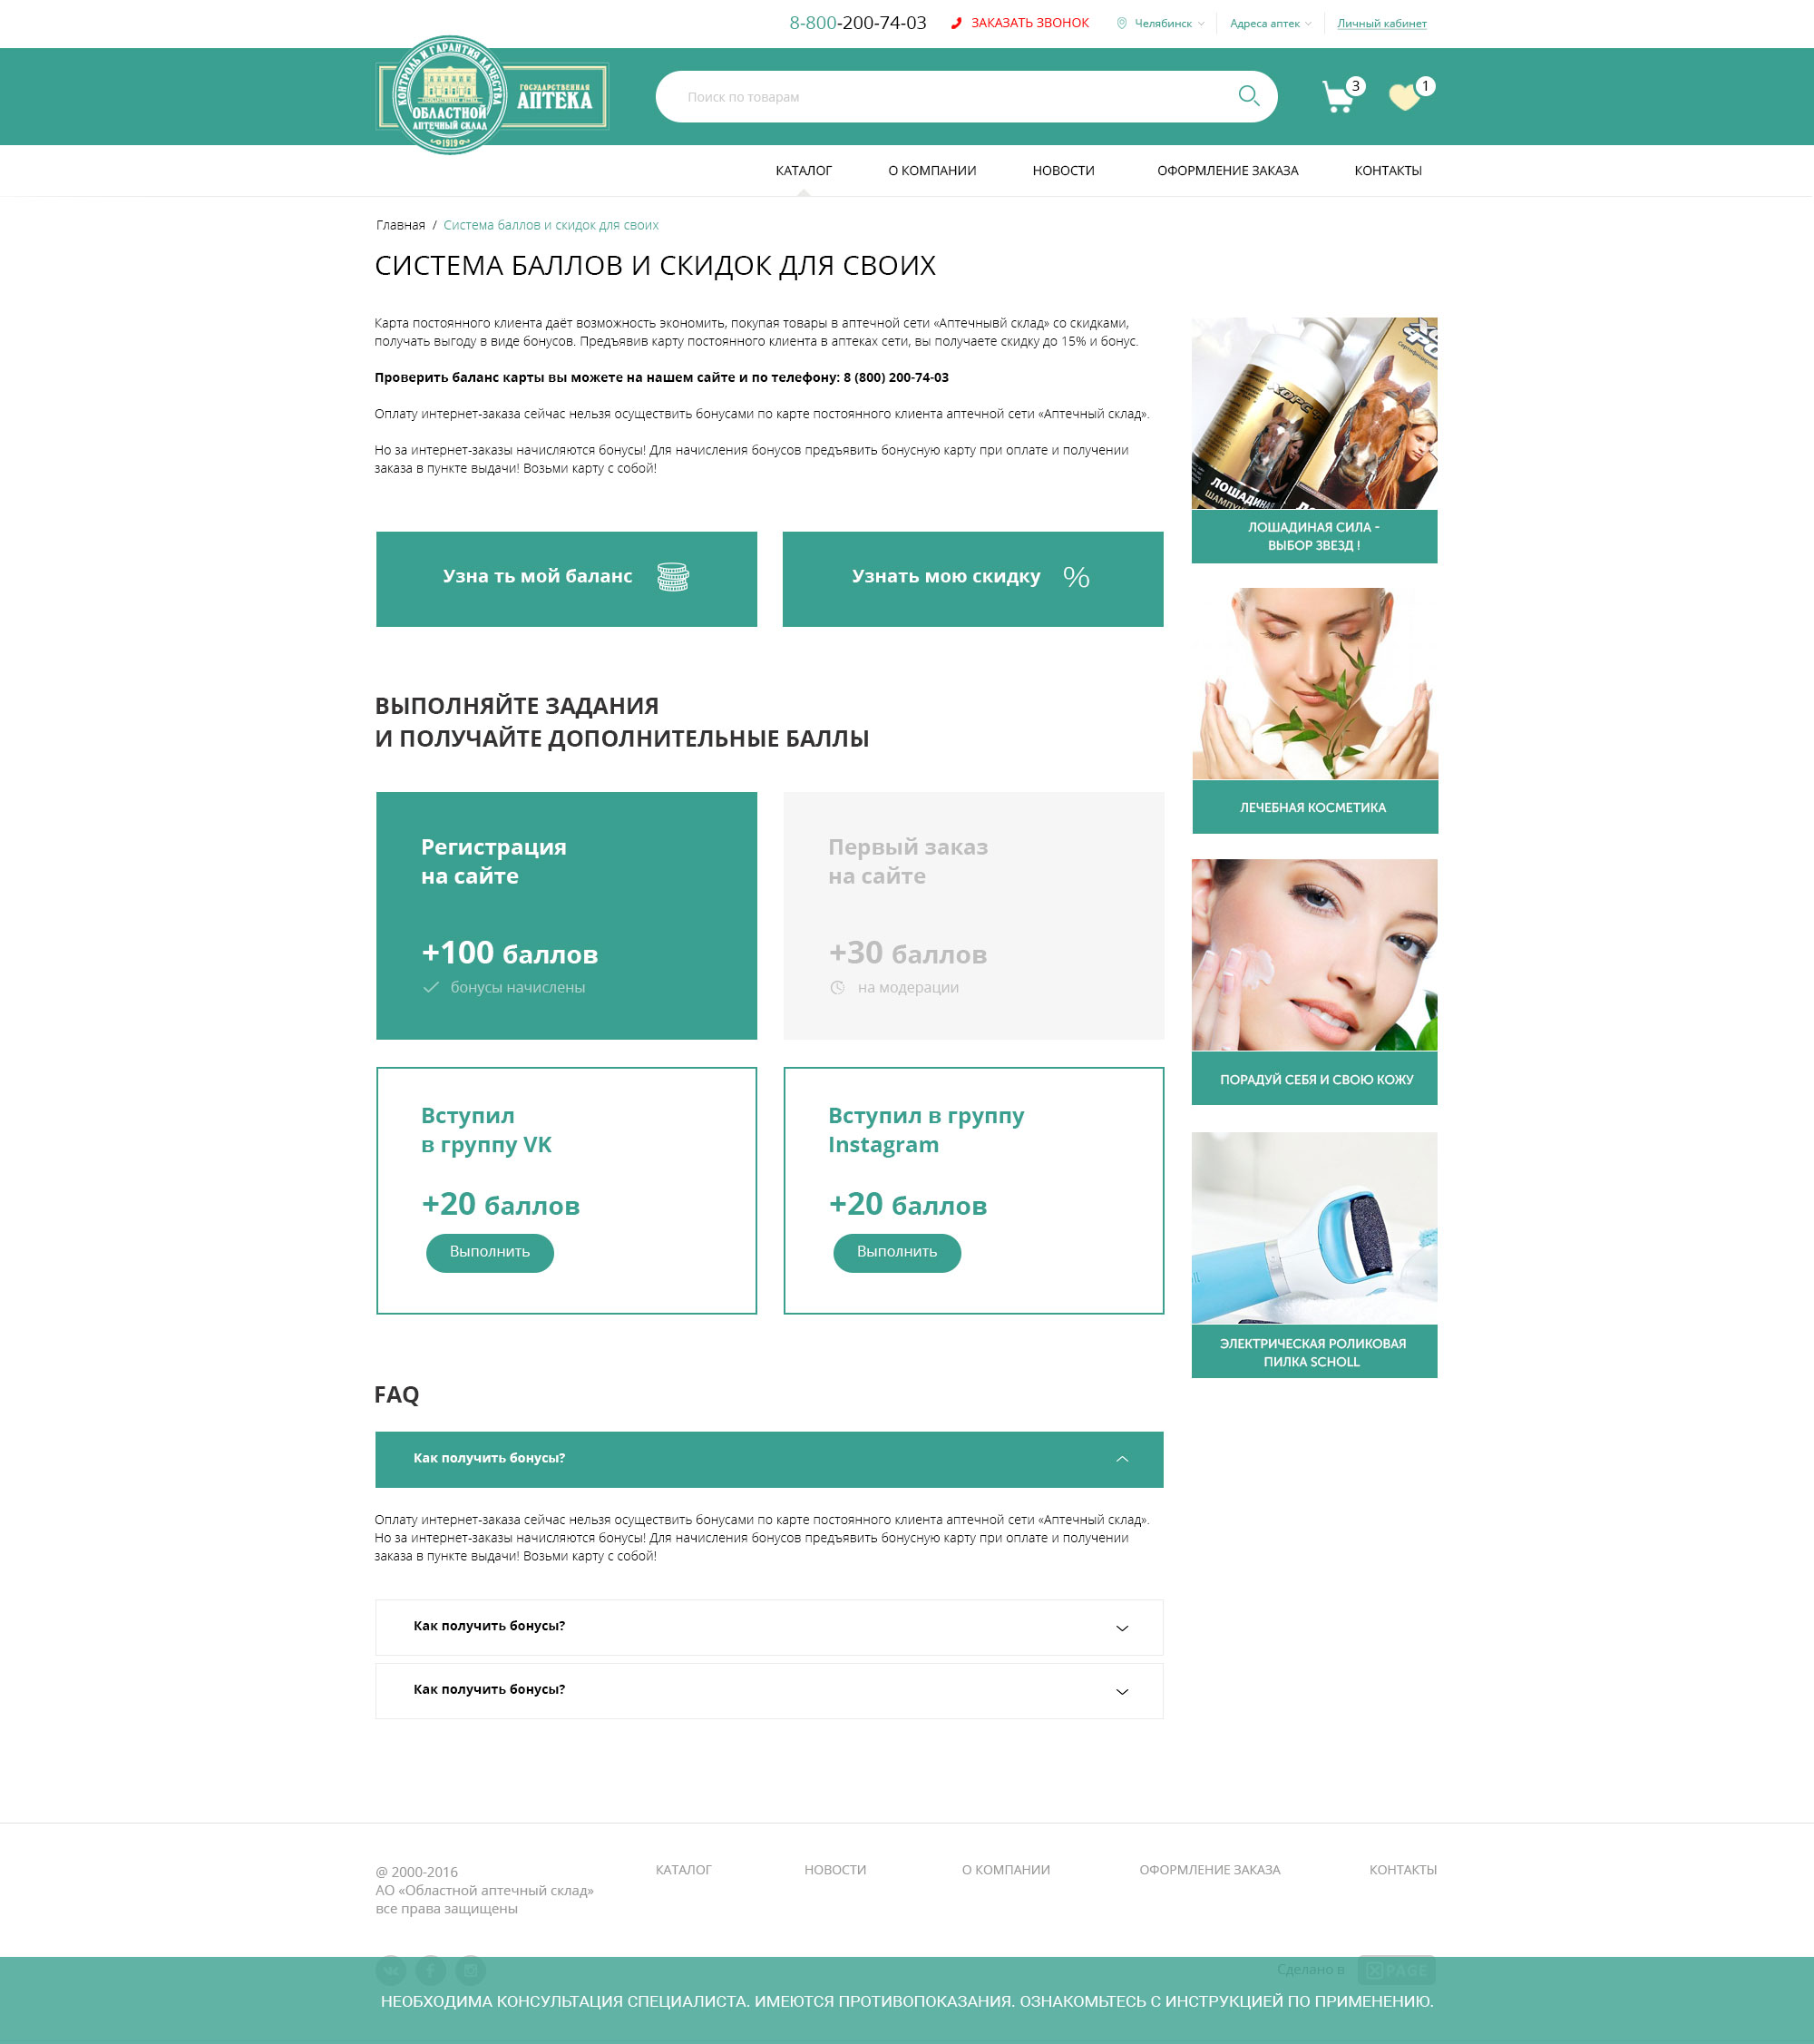 8-800-200-74-03
ЗАКАЗАТЬ ЗВОНОК
Челябинск
Адреса аптек
Личный кабинет
КОНТРОЛЬ И ГАРАНТИЯ КАЧЕСТВА
ОБЛАСТНОЙ
АПТЕЧНЫЙ СКЛАД
1919
ГОСУДАРСТВЕННАЯ
АПТЕКА
Поиск по товарам
3
1
КАТАЛОГ
О КОМПАНИИ
НОВОСТИ
ОФОРМЛЕНИЕ ЗАКАЗА
КОНТАКТЫ
Главная / Система баллов и скидок для своих
СИСТЕМА БАЛЛОВ И СКИДОК ДЛЯ СВОИХ
Карта постоянного клиента даёт возможность экономить, покупая товары в аптечной сети «Аптечнывй склад» со скидками,
получать выгоду в виде бонусов. Предъявив карту постоянного клиента в аптеках сети, вы получаете скидку до 15% и бонус.
Проверить баланс карты вы можете на нашем сайте и по телефону: 8 (800) 200-74-03
Оплату интернет-заказа сейчас нельзя осуществить бонусами по карте постоянного клиента аптечной сети «Аптечный склад».
Но за интернет-заказы начисляются бонусы! Для начисления бонусов предъявить бонусную карту при оплате и получении
заказа в пункте выдачи! Возьми карту с собой!
Узна ть мой баланс
Узнать мою скидку %
ВЫПОЛНЯЙТЕ ЗАДАНИЯ
И ПОЛУЧАЙТЕ ДОПОЛНИТЕЛЬНЫЕ БАЛЛЫ
Регистрация
на сайте
+100 баллов
бонусы начислены
Первый заказ
на сайте
+30 баллов
на модерации
Вступил
в группу VK
+20 баллов
Выполнить
Вступил в группу
Instagram
+20 баллов
Выполнить
ХОРС
ЛОШАДИНАЯ
ШАМПУНЬ
ЛОШАДИНАЯ СИЛА -
ВЫБОР ЗВЕЗД !
ЛЕЧЕБНАЯ КОСМЕТИКА
ПОРАДУЙ СЕБЯ И СВОЮ КОЖУ
ЭЛЕКТРИЧЕСКАЯ РОЛИКОВАЯ
ПИЛКА SCHOLL
FAQ
Как получить бонусы?
Оплату интернет-заказа сейчас нельзя осуществить бонусами по карте постоянного клиента аптечной сети «Аптечный склад».
Но за интернет-заказы начисляются бонусы! Для начисления бонусов предъявить бонусную карту при оплате и получении
заказа в пункте выдачи! Возьми карту с собой!
Как получить бонусы?
Как получить бонусы?
@ 2000-2016
АО «Областной аптечный склад»
все права защищены
КАТАЛОГ
НОВОСТИ
О КОМПАНИИ
ОФОРМЛЕНИЕ ЗАКАЗА
КОНТАКТЫ
Сделано в
XPAGE
НЕОБХОДИМА КОНСУЛЬТАЦИЯ СПЕЦИАЛИСТА. ИМЕЮТСЯ ПРОТИВОПОКАЗАНИЯ. ОЗНАКОМЬТЕСЬ С ИНСТРУКЦИЕЙ ПО ПРИМЕНЕНИЮ.